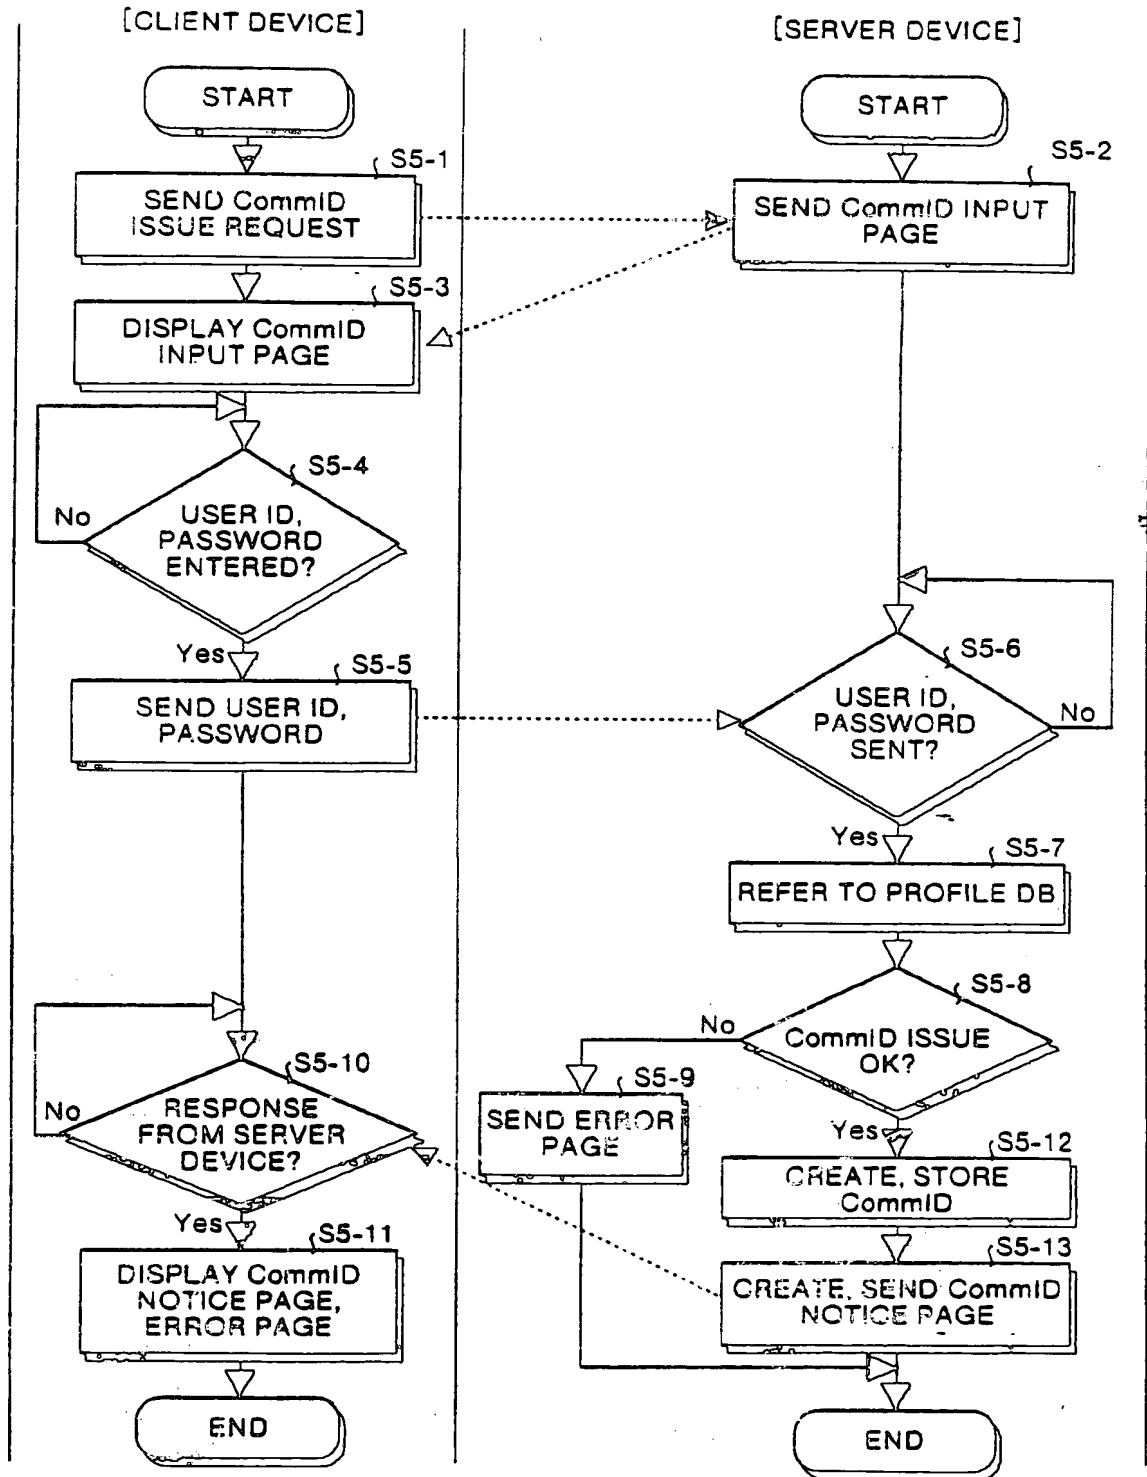 [CLIENT DEVICE]
START
S5-1
SEND CommID
ISSUE REQUEST
S5-3
DISPLAY CommID
INPUT PAGE
S5-4
USER ID,
PASSWORD
ENTERED?
No
Yes
S5-5
SEND USER ID,
PASSWORD
S5-10
RESPONSE
FROM SERVER
DEVICE?
No
Yes
S5-11
DISPLAY CommID
NOTICE PAGE,
ERROR PAGE
END
[SERVER DEVICE]
START
S5-2
SEND CommID INPUT
PAGE
S5-6
USER ID,
PASSWORD
SENT?
No
Yes
S5-7
REFER TO PROFILE DB
S5-8
CommID ISSUE
OK?
No
S5-9
SEND ERROR
PAGE
Yes
S5-12
CREATE, STORE
CommID
S5-13
CREATE, SEND CommID
NOTICE PAGE
END